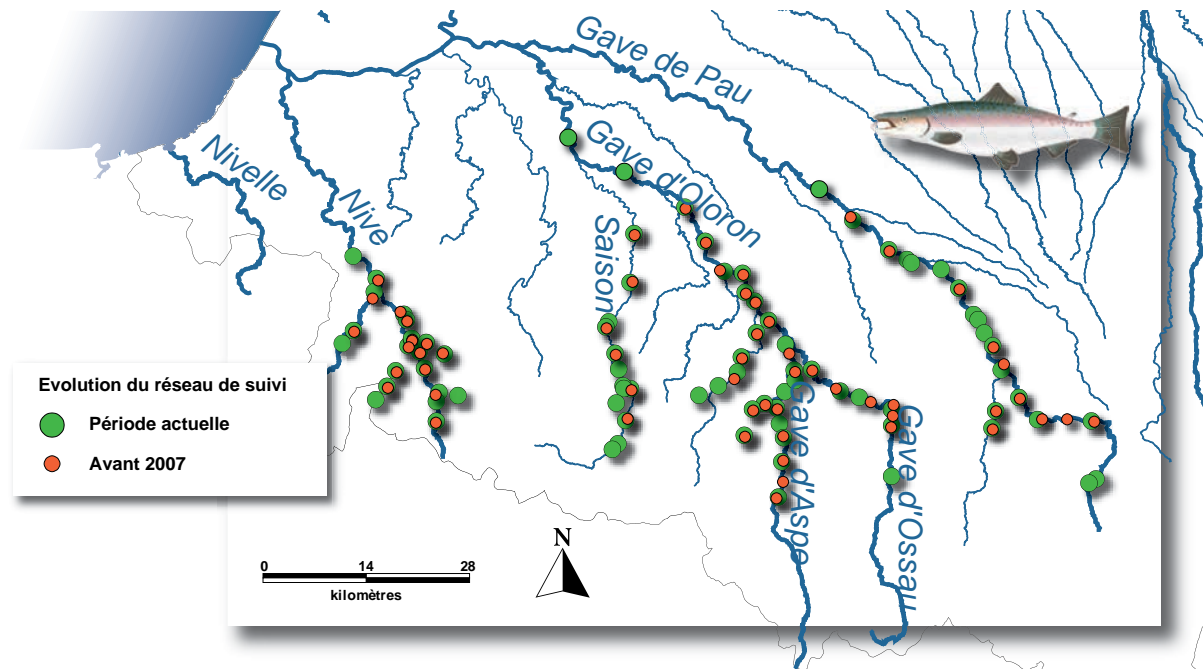 Gave de Pau
Nivelle
Nive
Gave d'Oloron
Saison
Evolution du réseau de suivi
Période actuelle
Avant 2007
Gave d'Aspe
Gave d'Ossau
N
0 14 28
kilomètres